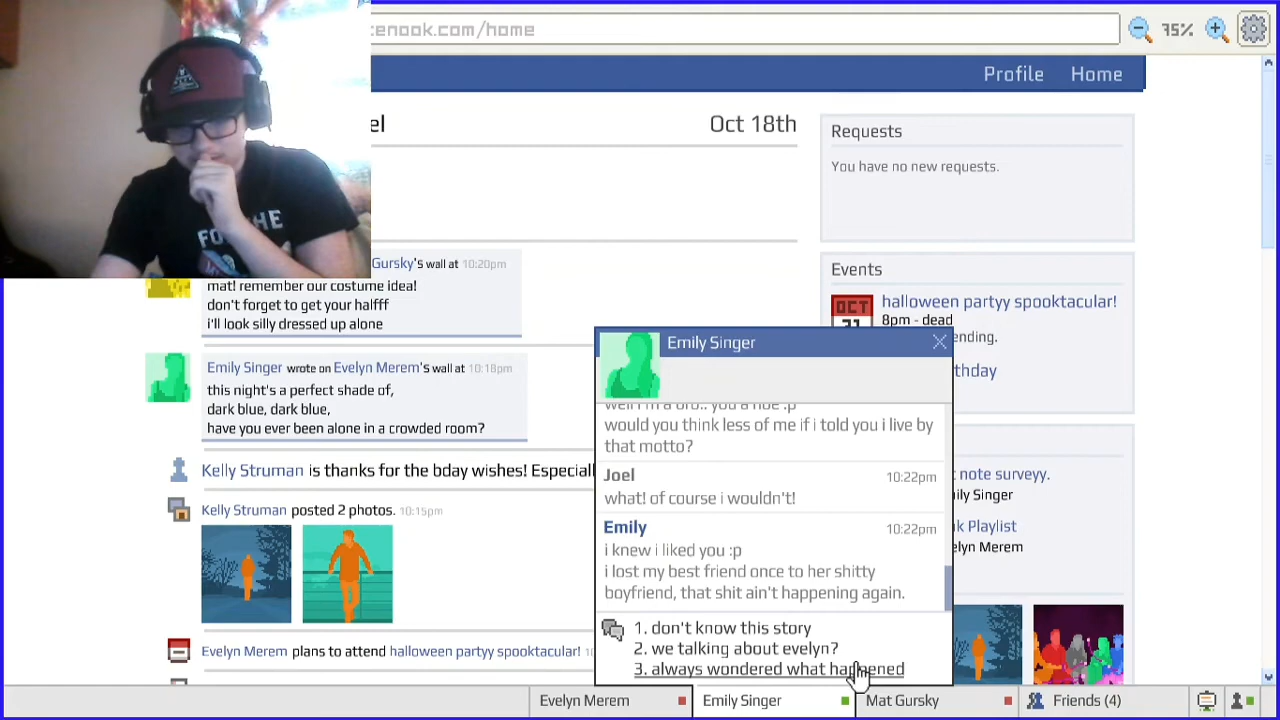 enook.com/home
75%
Profile Home
el
Oct 18th
Requests
You have no new requests.
Events
OCT
31
halloween partyy spooktacular!
8pm - dead
ending.
thday
Gursky's wall at 10:20pm
mat! remember our costume idea!
don't forget to get your halfff
i'll look silly dressed up alone
Emily Singer wrote on Evelyn Merem's wall at 10:18pm
this night's a perfect shade of,
dark blue, dark blue,
have you ever been alone in a crowded room?
Kelly Struman is thanks for the bday wishes! Especiall
Kelly Struman posted 2 photos. 10:15pm
Evelyn Merem plans to attend halloween partyy spooktacular! 10
note surveyy.
ily Singer
k Playlist
elyn Merem
Emily Singer
well i'm a bro.. you a hoe :p
would you think less of me if i told you i live by
that motto?
Joel 10:22pm
what! of course i wouldn't!
Emily 10:22pm
i knew i liked you :p
i lost my best friend once to her shitty
boyfriend, that shit ain't happening again.
1. don't know this story
2. we talking about evelyn?
3. always wondered what happened
Evelyn Merem
Emily Singer
Mat Gursky
Friends (4)